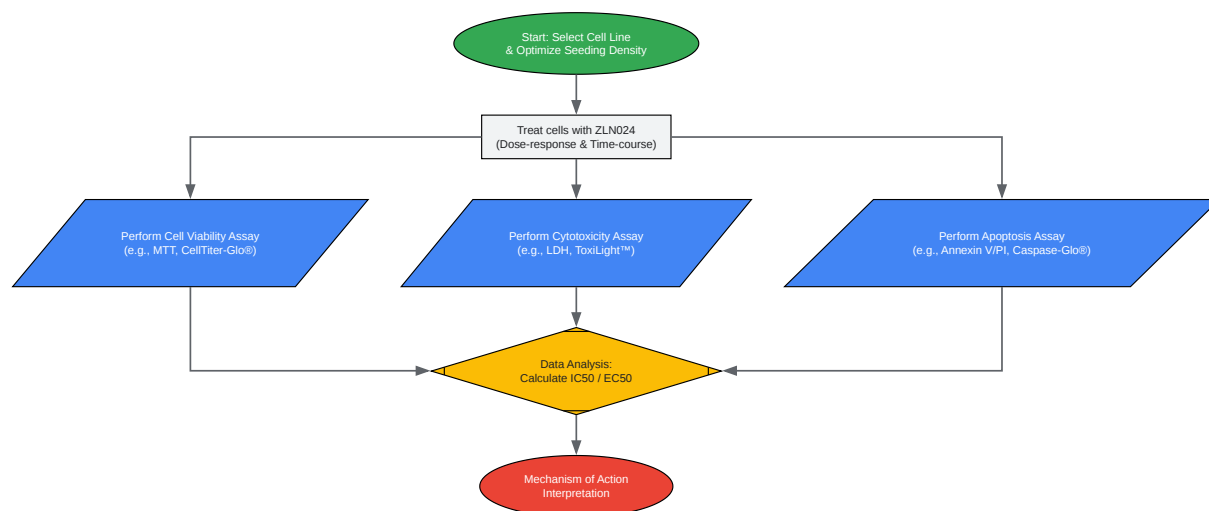 Start: Select Cell Line
& Optimize Seeding Density
Treat cells with ZLN024
(Dose-response & Time-course)
Perform Cell Viability Assay
(e.g., MTT, CellTiter-Glo®)
Perform Cytotoxicity Assay
(e.g., LDH, ToxiLight™)
Perform Apoptosis Assay
(e.g., Annexin V/PI, Caspase-Glo®)
Data Analysis:
Calculate IC50 / EC50
Mechanism of Action
Interpretation